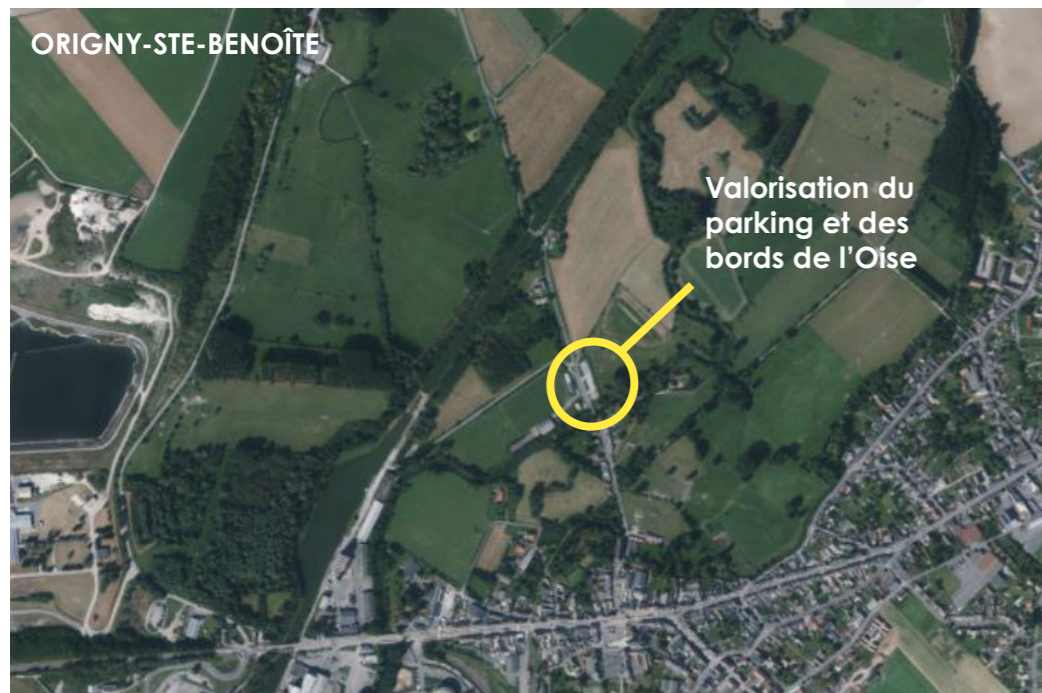 ORIGNY-STE-BENOÎTE
Valorisation du
parking et des
bords de l’Oise